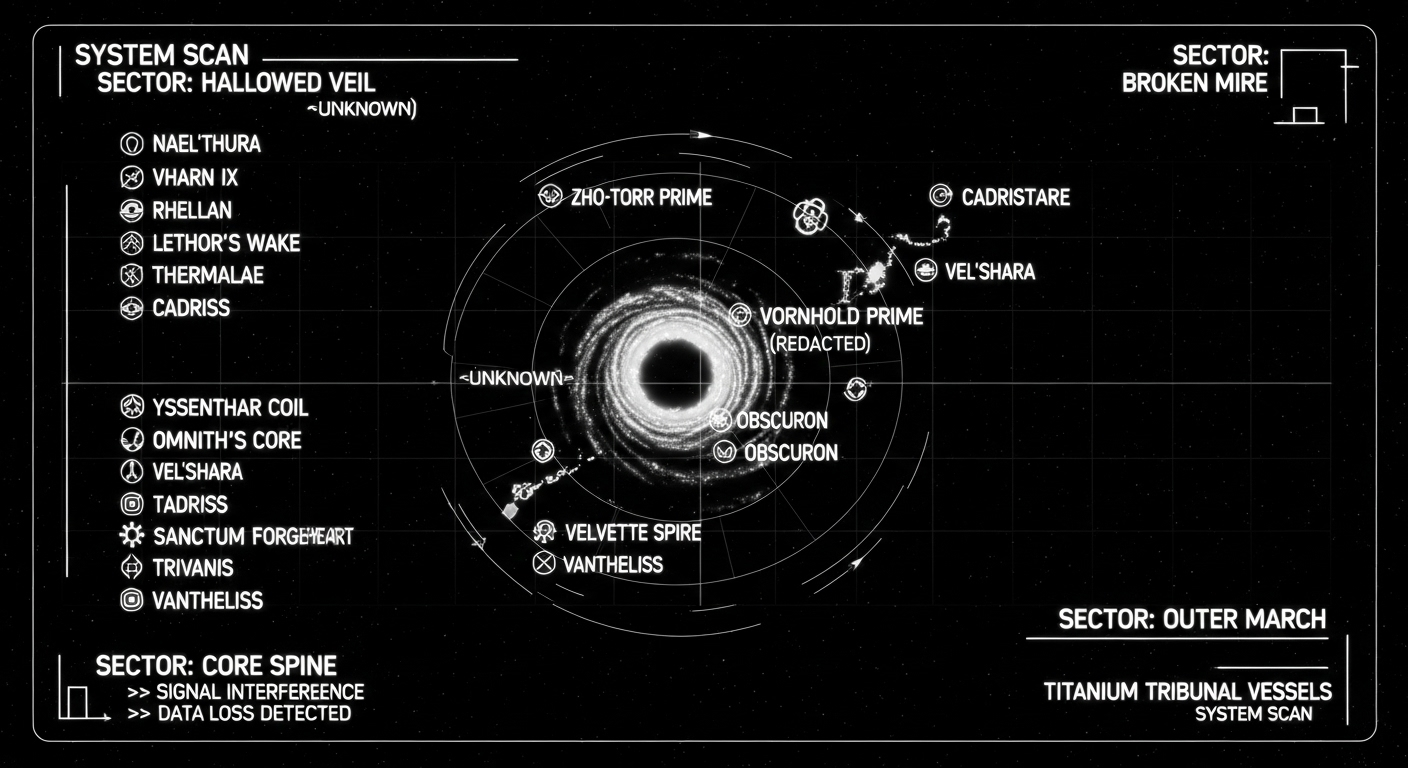 SYSTEM SCAN
SECTOR: HALLOWED VEIL
~UNKNOWN)
NAEL'THURA
VHARN IX
RHELLAN
LETHOR'S WAKE
THERMALAE
CADRISS
YSSENTHAR COIL
OMNITH'S CORE
VEL'SHARA
TADRISS
SANCTUM
TRIVANIS
VANTHELISS
SECTOR: CORE SPINE
>> SIGNAL INTERFEREENCE
>> DATA LOSS DETECTED
ZHO-TORR PRIME
VORNHOLD PRIME
(REDACTED)
~UNKNOWN~
OBSCURON
OBSCURON
VELVETTE SPIRE
VANTHELISS
SECTOR:
BROKEN MIRE
CADRISTARE
VEL'SHARA
SECTOR: OUTER MARCH
TITANIUM TRIBUNAL VESSELS
SYSTEM SCAN